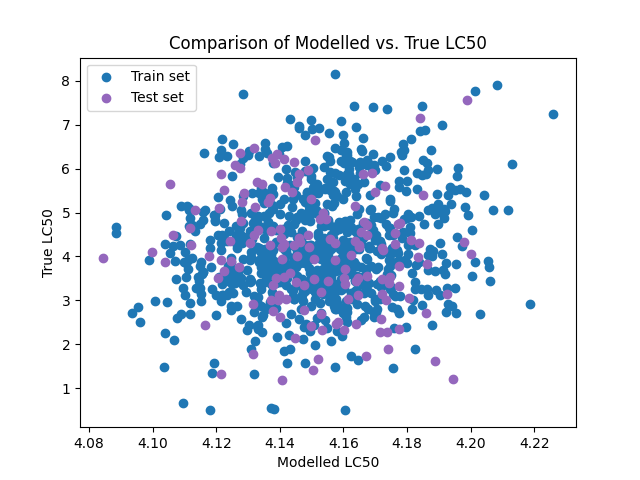 Comparison of Modelled vs. True LC50
Train set
Test set
8
7
6
5
4
3
2
1
True LC50
4.08 4.10 4.12 4.14 4.16 4.18 4.20 4.22
Modelled LC50